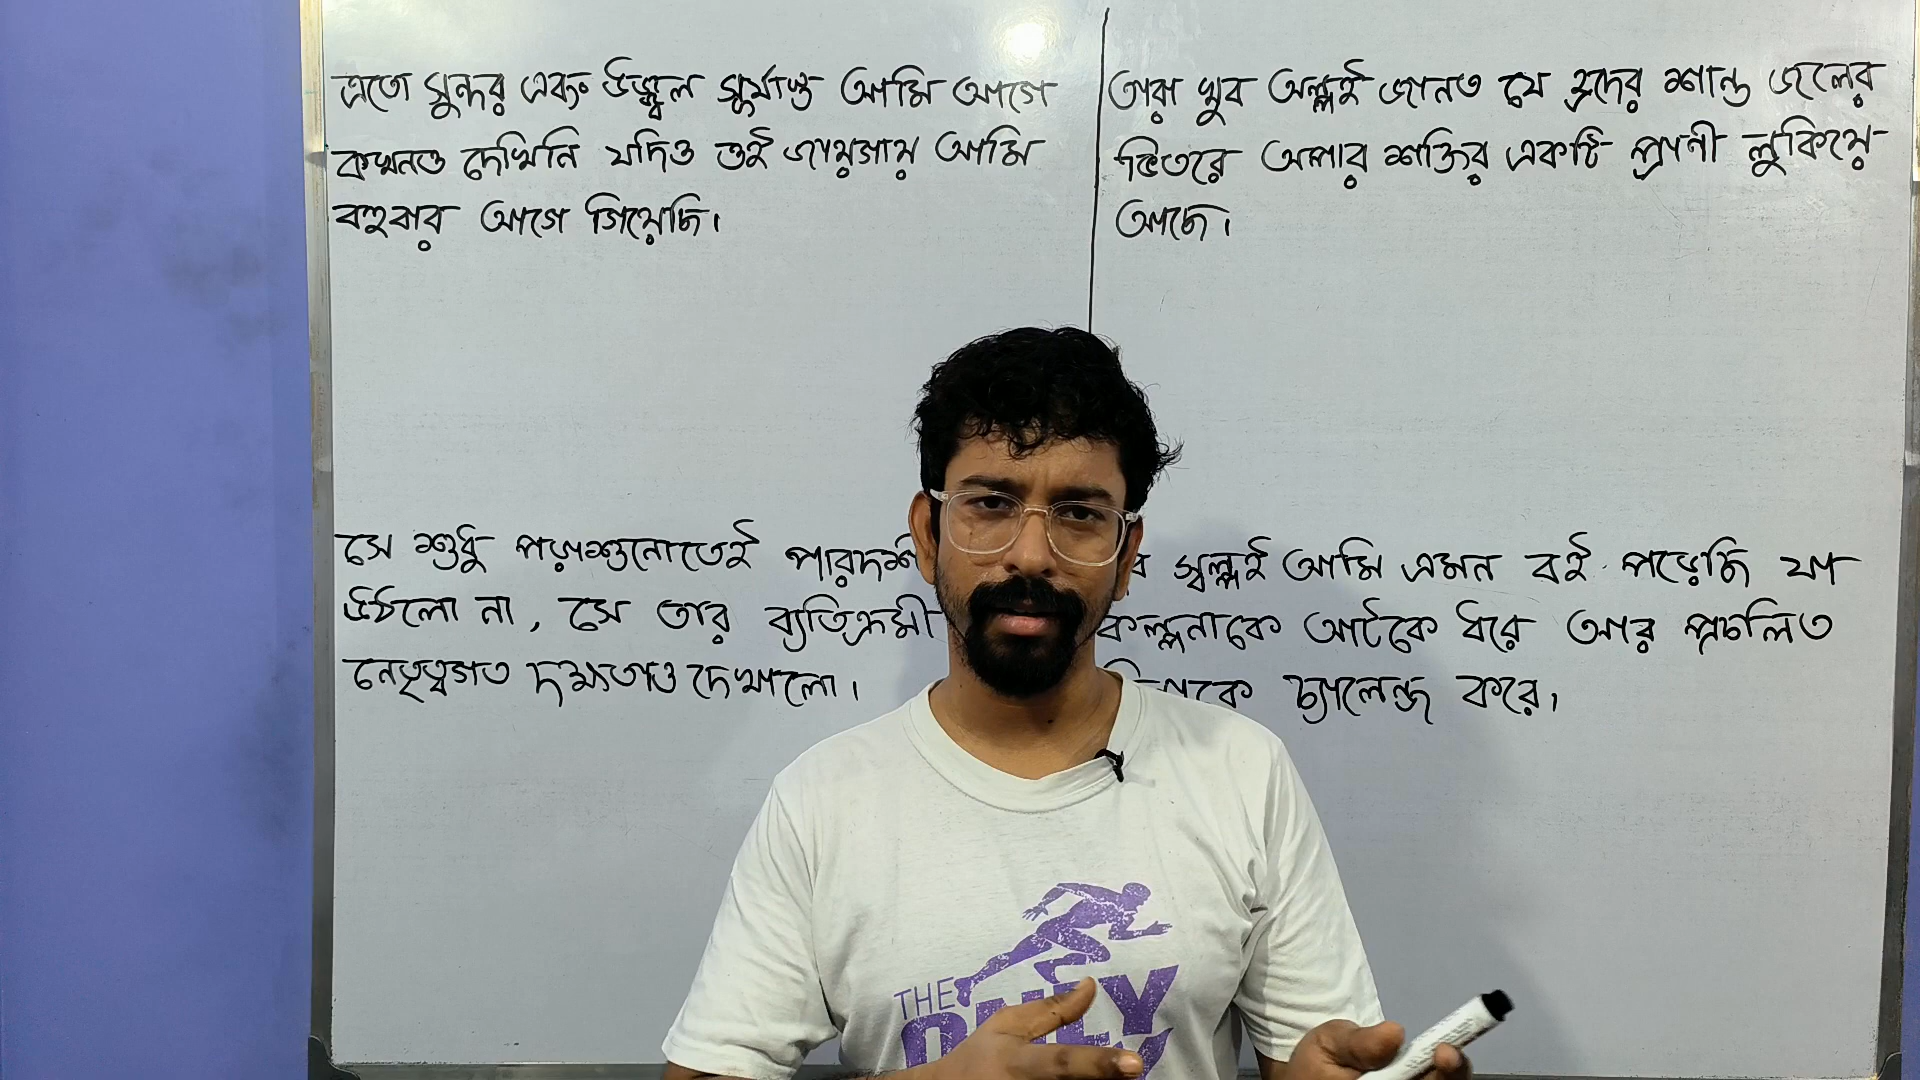 এতো সুন্দর এবং উজ্জ্বল সূর্যাস্ত আমি আগে
কখনও দেখিনি যদিও ওই জায়গায় আমি
বহুবার আগে গিয়েছি।
তারা খুব অল্পই জানত যে হ্রদের শান্ত জলের
ভিতরে অপার শক্তির একটি প্রাণী লুকিয়ে
আছে।
সে শুধু পড়াশুনোতেই পারদর্শী
উঠলো না, সে তার ব্যতিক্রমী
নেতৃত্বগত দক্ষতাও দেখালো।
স্বল্পই আমি এমন বই পড়েছি যা
কল্পনাকে আটকে ধরে আর প্রচলিত
চ্যালেঞ্জ করে।
THE
ONLY